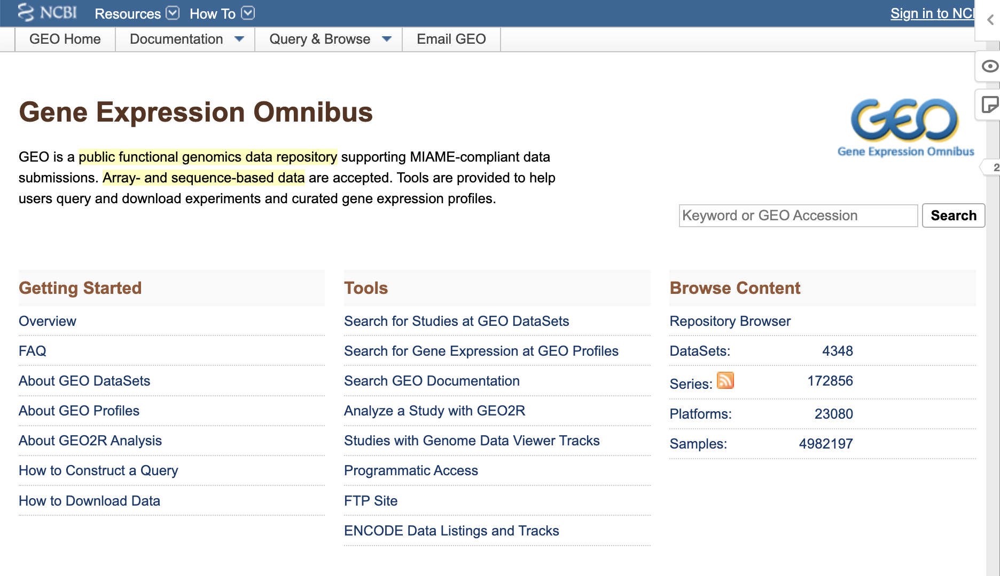 NCBI Resources How To Sign in to NC
GEO Home Documentation Query & Browse Email GEO
Gene Expression Omnibus
GEO
Gene Expression Omnibus
GEO is a public functional genomics data repository supporting MIAME-compliant data
submissions. Array- and sequence-based data are accepted. Tools are provided to help
users query and download experiments and curated gene expression profiles.
2
Keyword or GEO Accession Search
Getting Started
Overview
FAQ
About GEO DataSets
About GEO Profiles
About GEO2R Analysis
How to Construct a Query
How to Download Data
Tools
Search for Studies at GEO DataSets
Search for Gene Expression at GEO Profiles
Search GEO Documentation
Analyze a Study with GEO2R
Studies with Genome Data Viewer Tracks
Programmatic Access
FTP Site
ENCODE Data Listings and Tracks
Browse Content
Repository Browser
DataSets: 4348
Series: 172856
Platforms: 23080
Samples: 4982197